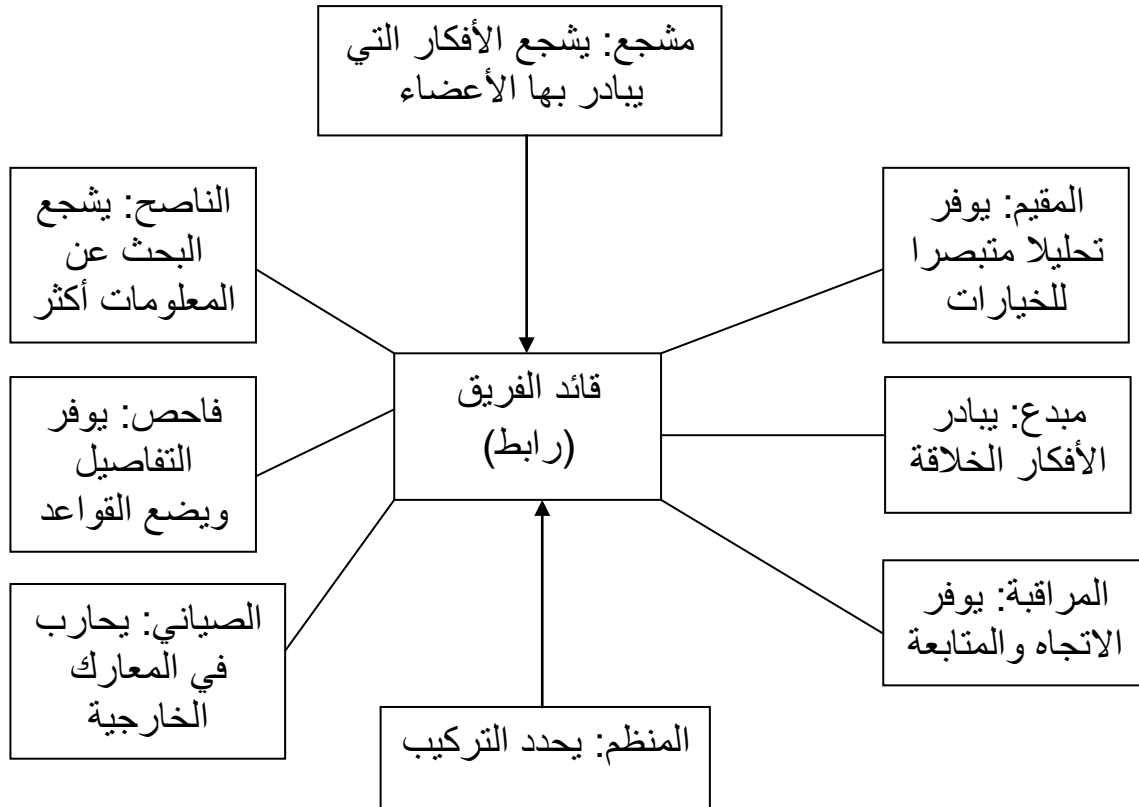 مشجع: يشجع الأفكار التي
يبادر بها الأعضاء
المقيم: يوفر
تحليلا متبصرا
للخيارات
الناصح: يشجع
البحث عن
المعلومات أكثر
قائد الفريق
(رابط)
مبدع: يبادر
الأفكار الخلاقة
فاحص: يوفر
التفاصيل
ويضع القواعد
المراقبة: يوفر
الاتجاه والمتابعة
الصياني: يحارب
في المعارك
الخارجية
المنظم: يحدد التركيب